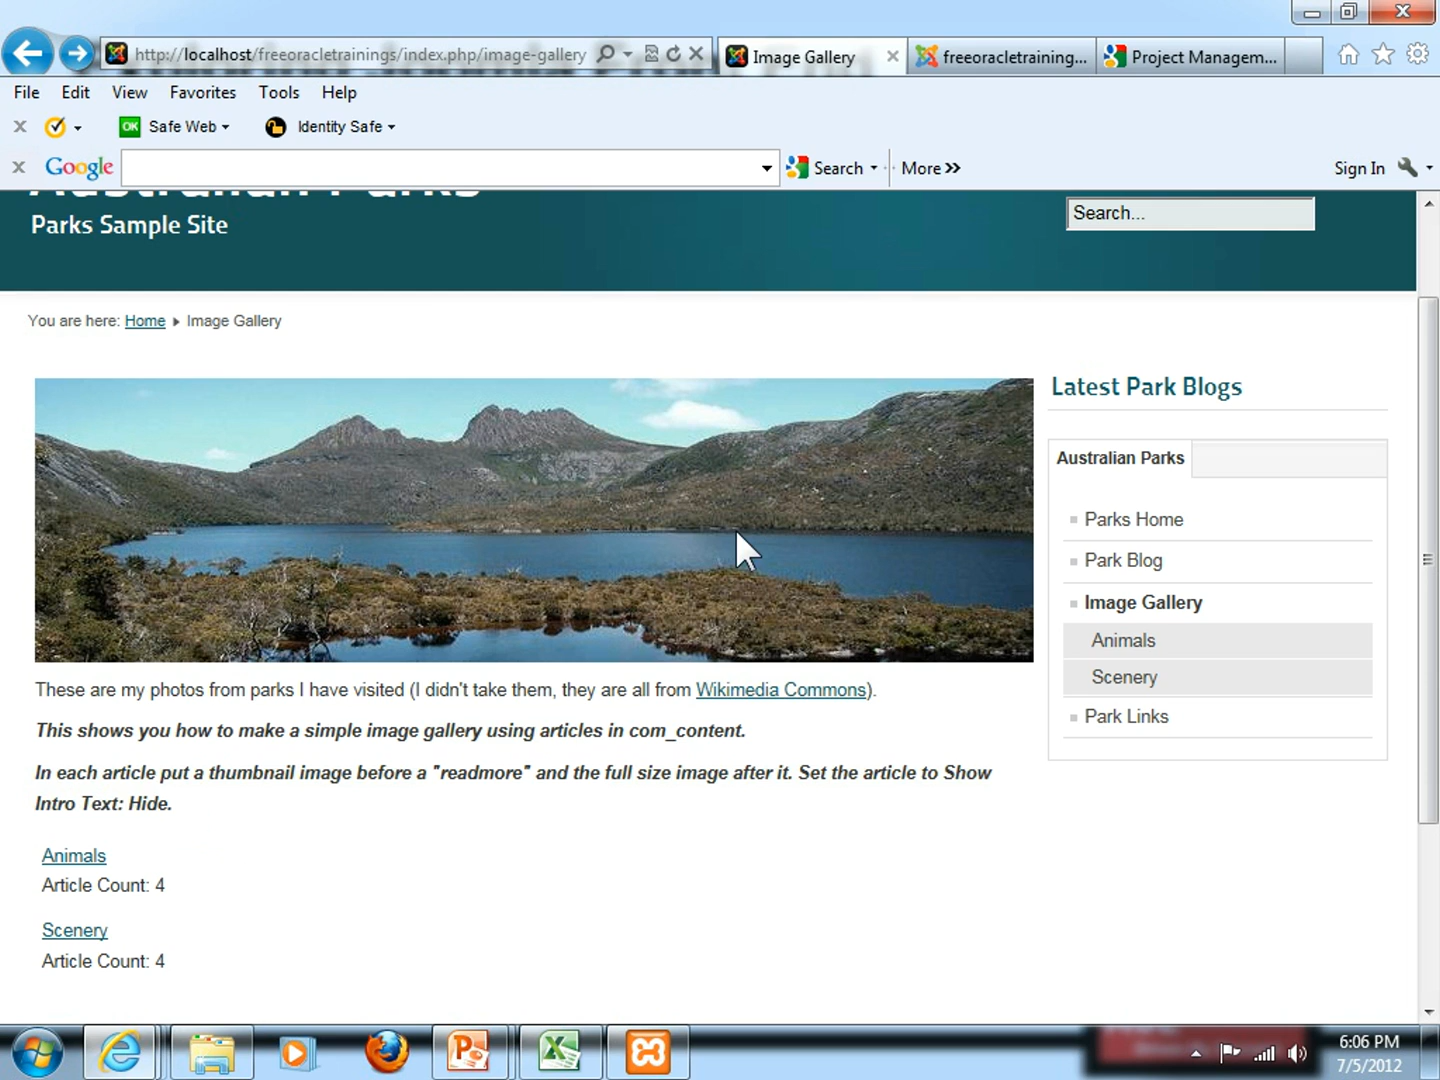 http://localhost/freeoracletrainings/index.php/image-gallery
Image Gallery
freeoracletraining...
Project Managem...
File Edit View Favorites Tools Help
Safe Web
Identity Safe
Google
Search
More
Sign In
Australian Parks
Parks Sample Site
Search...
You are here: Home Image Gallery
Latest Park Blogs
Australian Parks
Parks Home
Park Blog
Image Gallery
Animals
Scenery
Park Links
These are my photos from parks I have visited (I didn't take them, they are all from Wikimedia Commons).
This shows you how to make a simple image gallery using articles in com_content.
In each article put a thumbnail image before a "readmore" and the full size image after it. Set the article to Show
Intro Text: Hide.
Animals
Article Count: 4
Scenery
Article Count: 4
6:06 PM
7/5/2012